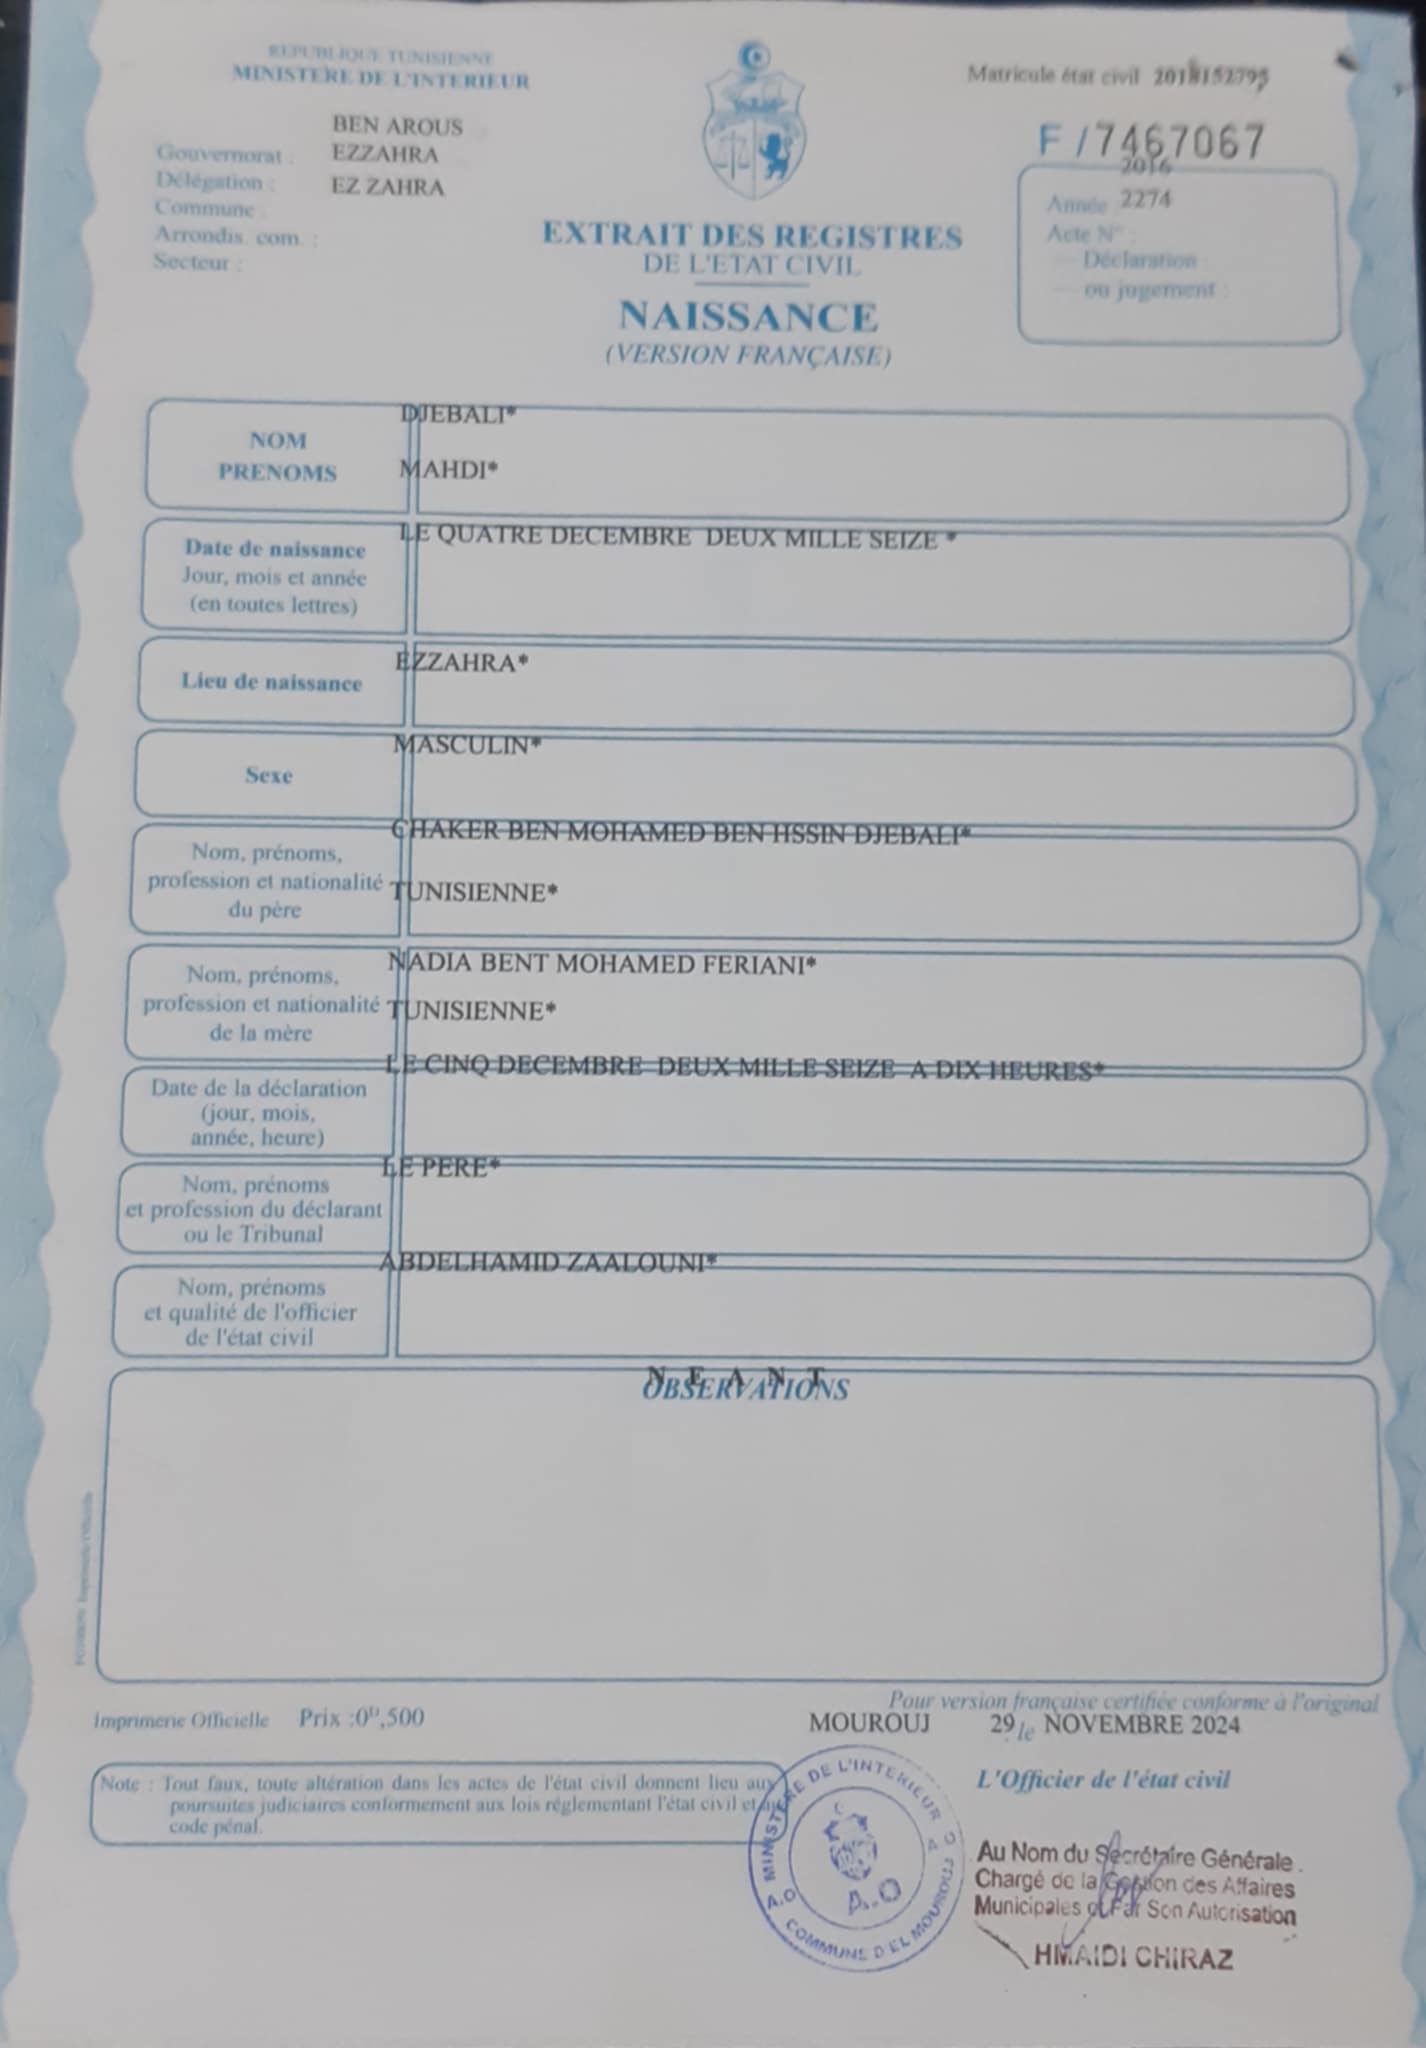 REPUBLIQUE TUNISIENNE
MINISTERE DE L'INTERIEUR
Matricule état civil
BEN AROUS
Gouvernorat : EZZAHRA
Délégation : EZ ZAHRA
Commune :
Arrondis. com. :
Secteur :
F / 7467067
2016
Année : 2274
Acte N° :
— Déclaration :
— ou jugement :
EXTRAIT DES REGISTRES
DE L'ETAT CIVIL
NAISSANCE
(VERSION FRANÇAISE)
DJEBALI*
NOM
PRENOMS
MAHDI*
LE QUATRE DECEMBRE DEUX MILLE SEIZE *
Date de naissance
Jour, mois et année
(en toutes lettres)
EZZAHRA*
Lieu de naissance
MASCULIN*
Sexe
CHAKER BEN MOHAMED BEN HSSIN DJEBALI*
Nom, prénoms,
profession et nationalité
du père
TUNISIENNE*
NADIA BENT MOHAMED FERIANI*
Nom, prénoms,
profession et nationalité
de la mère
TUNISIENNE*
LE CINQ DECEMBRE DEUX MILLE SEIZE A DIX HEURES*
Date de la déclaration
(jour, mois,
année, heure)
LE PERE*
Nom, prénoms
et profession du déclarant
ou le Tribunal
ABDELHAMID ZAALOUNI*
Nom, prénoms
et qualité de l'officier
de l'état civil
N E A N T
OBSERVATIONS
Imprimerie Officielle Prix :0ᴰ,500
Pour version française certifiée conforme à l'original
MOUROUJ 29 le NOVEMBRE 2024
Note : Tout faux, toute altération dans les actes de l'état civil donnent lieu aux
poursuites judiciaires conformement aux lois réglementant l'état civil et
code pénal.
L'Officier de l'état civil
MINISTERE DE L'INTERIEUR
A.O
COMMUNE D'EL MOUROUJ
A.O
Au Nom du Secrétaire Générale
Chargé de la Gestion des Affaires
Municipales et Par Son Autorisation
HMAIDI CHIRAZ